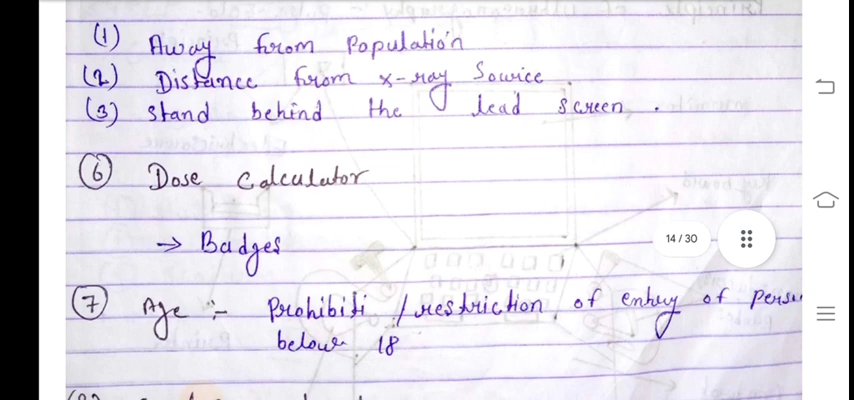 (1) Away from Population
(2) Distance from x-ray Source.
(3) Stand behind the lead screen.
(6) Dose Calculator
→ Badges
14 / 30
(7) Age :- Prohibiti / restriction of entry of
below 18